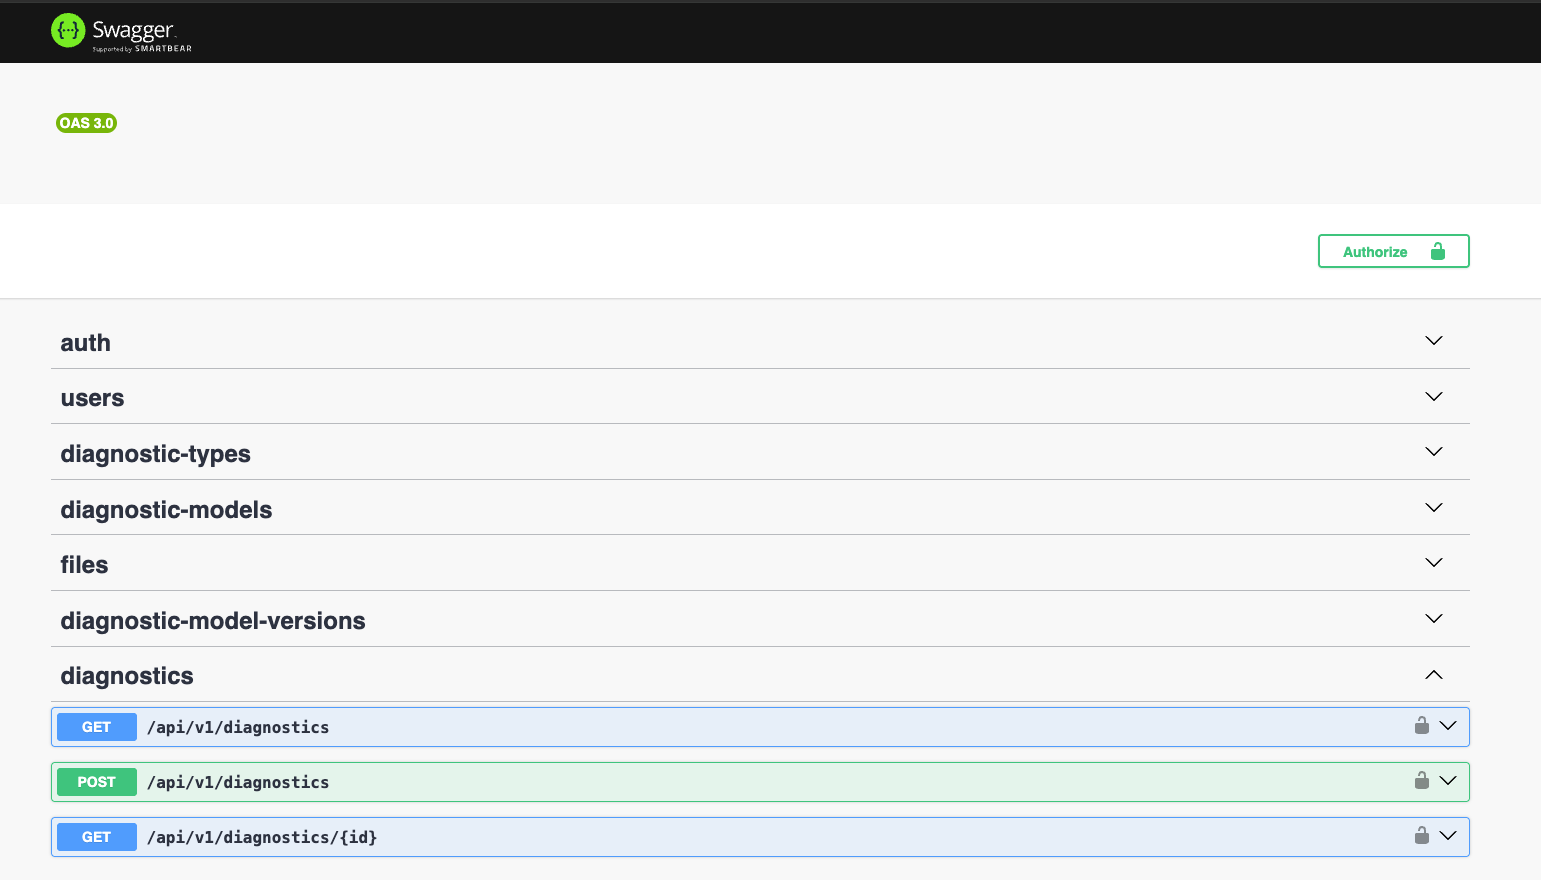 Swagger
Supported by SMARTBEAR
OAS 3.0
Authorize
auth
users
diagnostic-types
diagnostic-models
files
diagnostic-model-versions
diagnostics
GET /api/v1/diagnostics
POST /api/v1/diagnostics
GET /api/v1/diagnostics/{id}